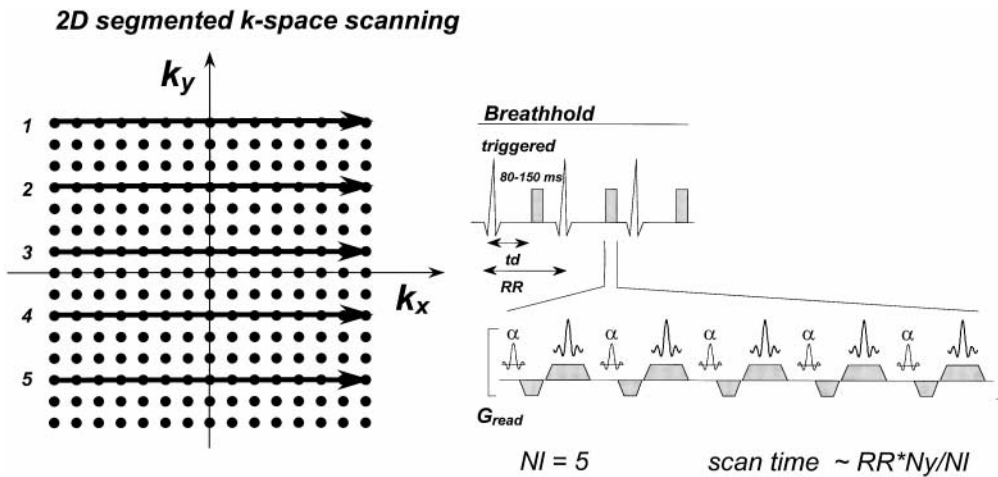 2D segmented k-space scanning
ky
1
2
3
4
5
kx
Breathhold
triggered
80-150 ms
td
RR
α α α α α
Gread
Nl = 5
scan time ~ RR*Ny/Nl